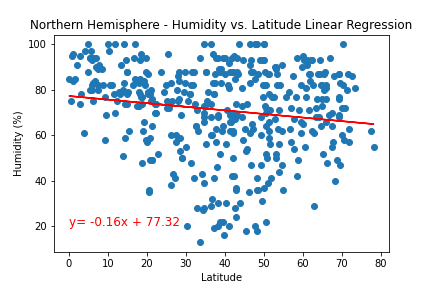 Northern Hemisphere - Humidity vs. Latitude Linear Regression
100
80
60
40
20
Humidity (%)
y= -0.16x + 77.32
0 10 20 30 40 50 60 70 80
Latitude